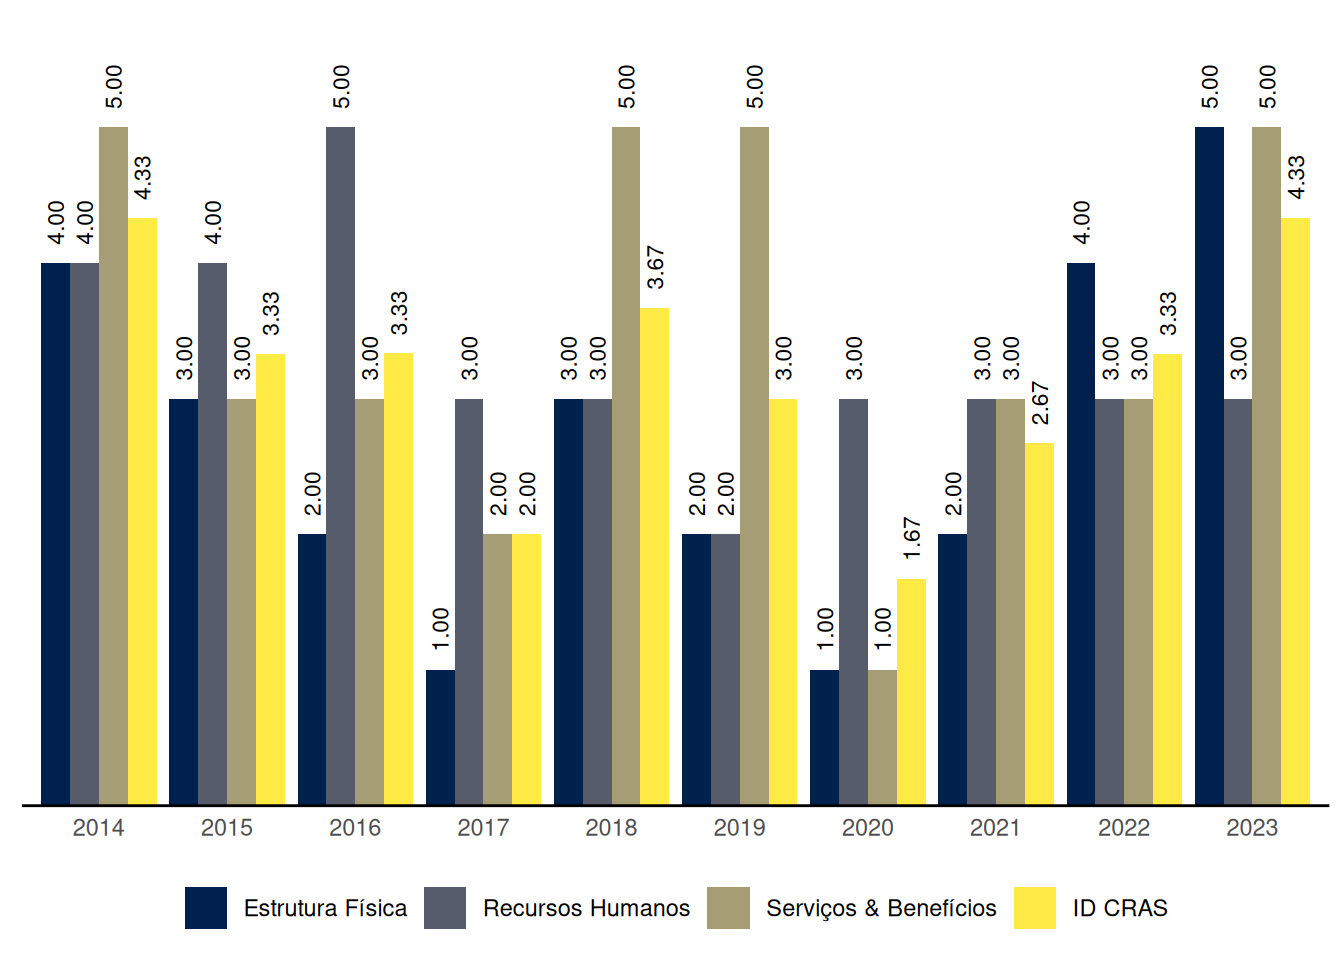 4.00 4.00 5.00 4.33
3.00 4.00 3.00 3.33
2.00 5.00 3.00 3.33
1.00 3.00 2.00 2.00
3.00 3.00 5.00 3.67
2.00 2.00 5.00 3.00
1.00 3.00 1.00 1.67
2.00 3.00 3.00 2.67
4.00 3.00 3.00 3.33
5.00 3.00 5.00 4.33
2014 2015 2016 2017 2018 2019 2020 2021 2022 2023
Estrutura Física Recursos Humanos Serviços & Benefícios ID CRAS